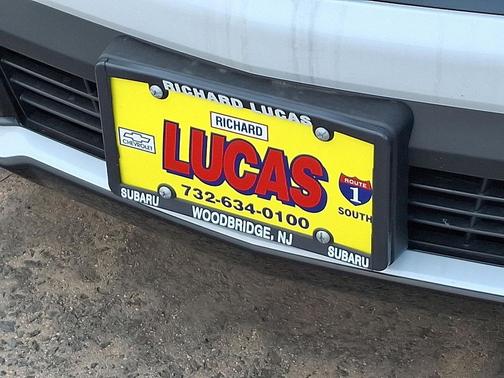 RICHARD LUCAS
RICHARD
CHEVROLET
LUCAS
ROUTE
1
SOUTH
732-634-0100
SUBARU
WOODBRIDGE, NJ
SUBARU